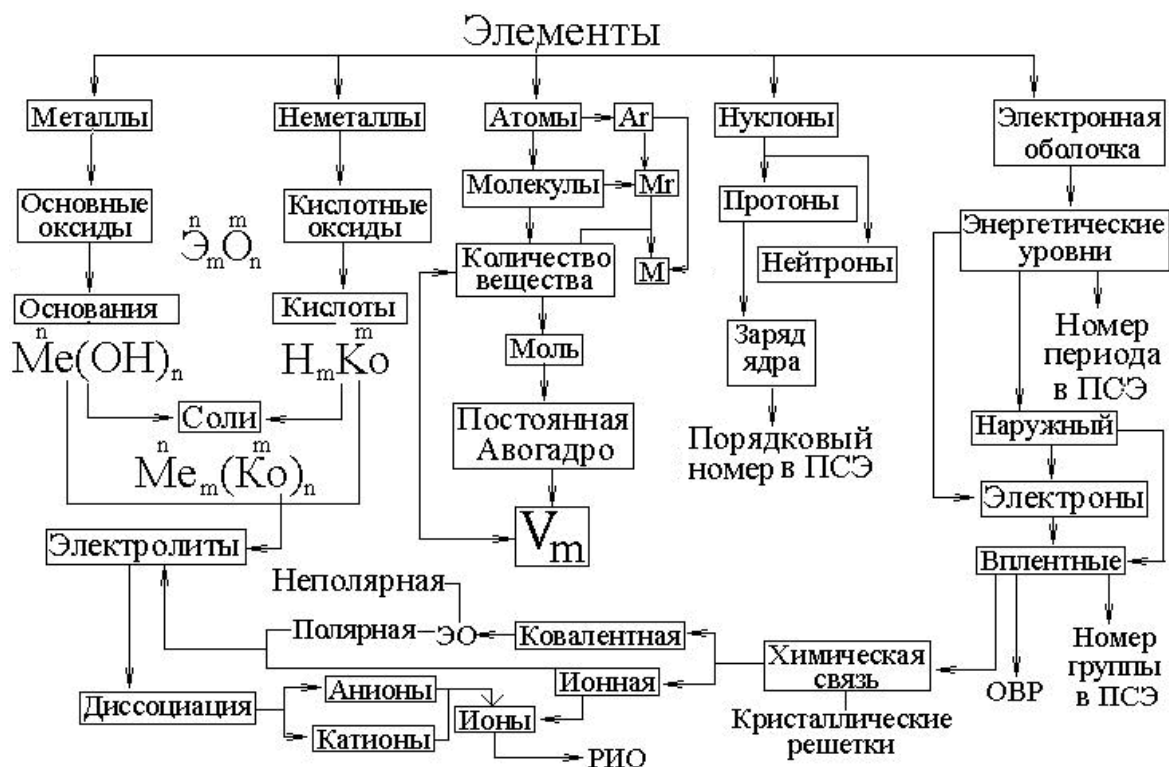 Элементы
Металлы
Неметаллы
Атомы
Ar
Нуклоны
Электронная
оболочка
Молекулы
Mr
Протоны
Нейтроны
Основные
оксиды
n m
ЭmOn
Кислотные
оксиды
Количество
вещества
M
Энергетические
уровни
Основания
n
Me(OH)n
Кислоты
m
HmKo
Моль
Заряд
ядра
Номер
периода
в ПСЭ
Соли
n m
Mem(Ko)n
Постоянная
Авогадро
Порядковый
номер в ПСЭ
Наружный
Электроны
Vm
Электролиты
Вплентные
Неполярная
Полярная
ЭО
Ковалентная
Химическая
связь
ОВР
Номер
группы
в ПСЭ
Ионная
Кристаллические
решетки
Диссоциация
Анионы
Катионы
Ионы
РИО